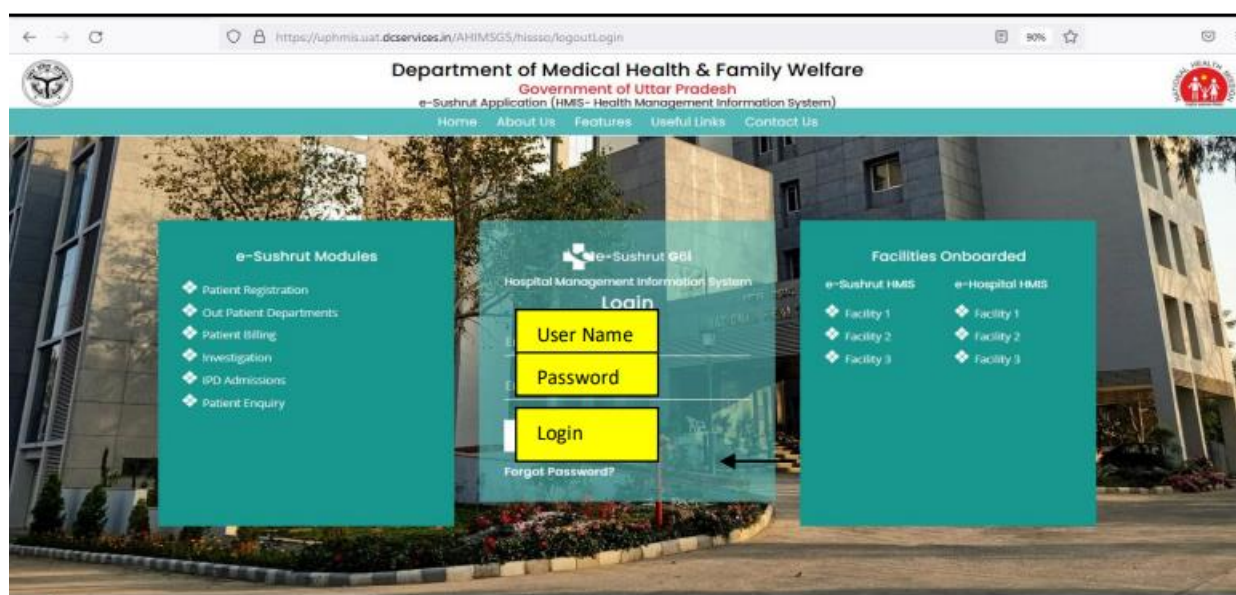 https://uphmis.uat.dcservices.in/AHIMSG5/hissso/logoutLogin
90%
Department of Medical Health & Family Welfare
Government of Uttar Pradesh
e-Sushrut Application (HMIS- Health Management Information System)
Home About Us Features Useful Links Contact Us
e-Sushrut Modules
Patient Registration
Out Patient Departments
Patient Billing
Investigation
IPD Admissions
Patient Enquiry
e-Sushrut G5i
Hospital Management Information System
Login
User Name
Password
Login
Forgot Password?
Facilities Onboarded
e-Sushrut HMIS e-Hospital HMIS
Facility 1 Facility 1
Facility 2 Facility 2
Facility 3 Facility 3
NATIONAL HEALTH MISSION